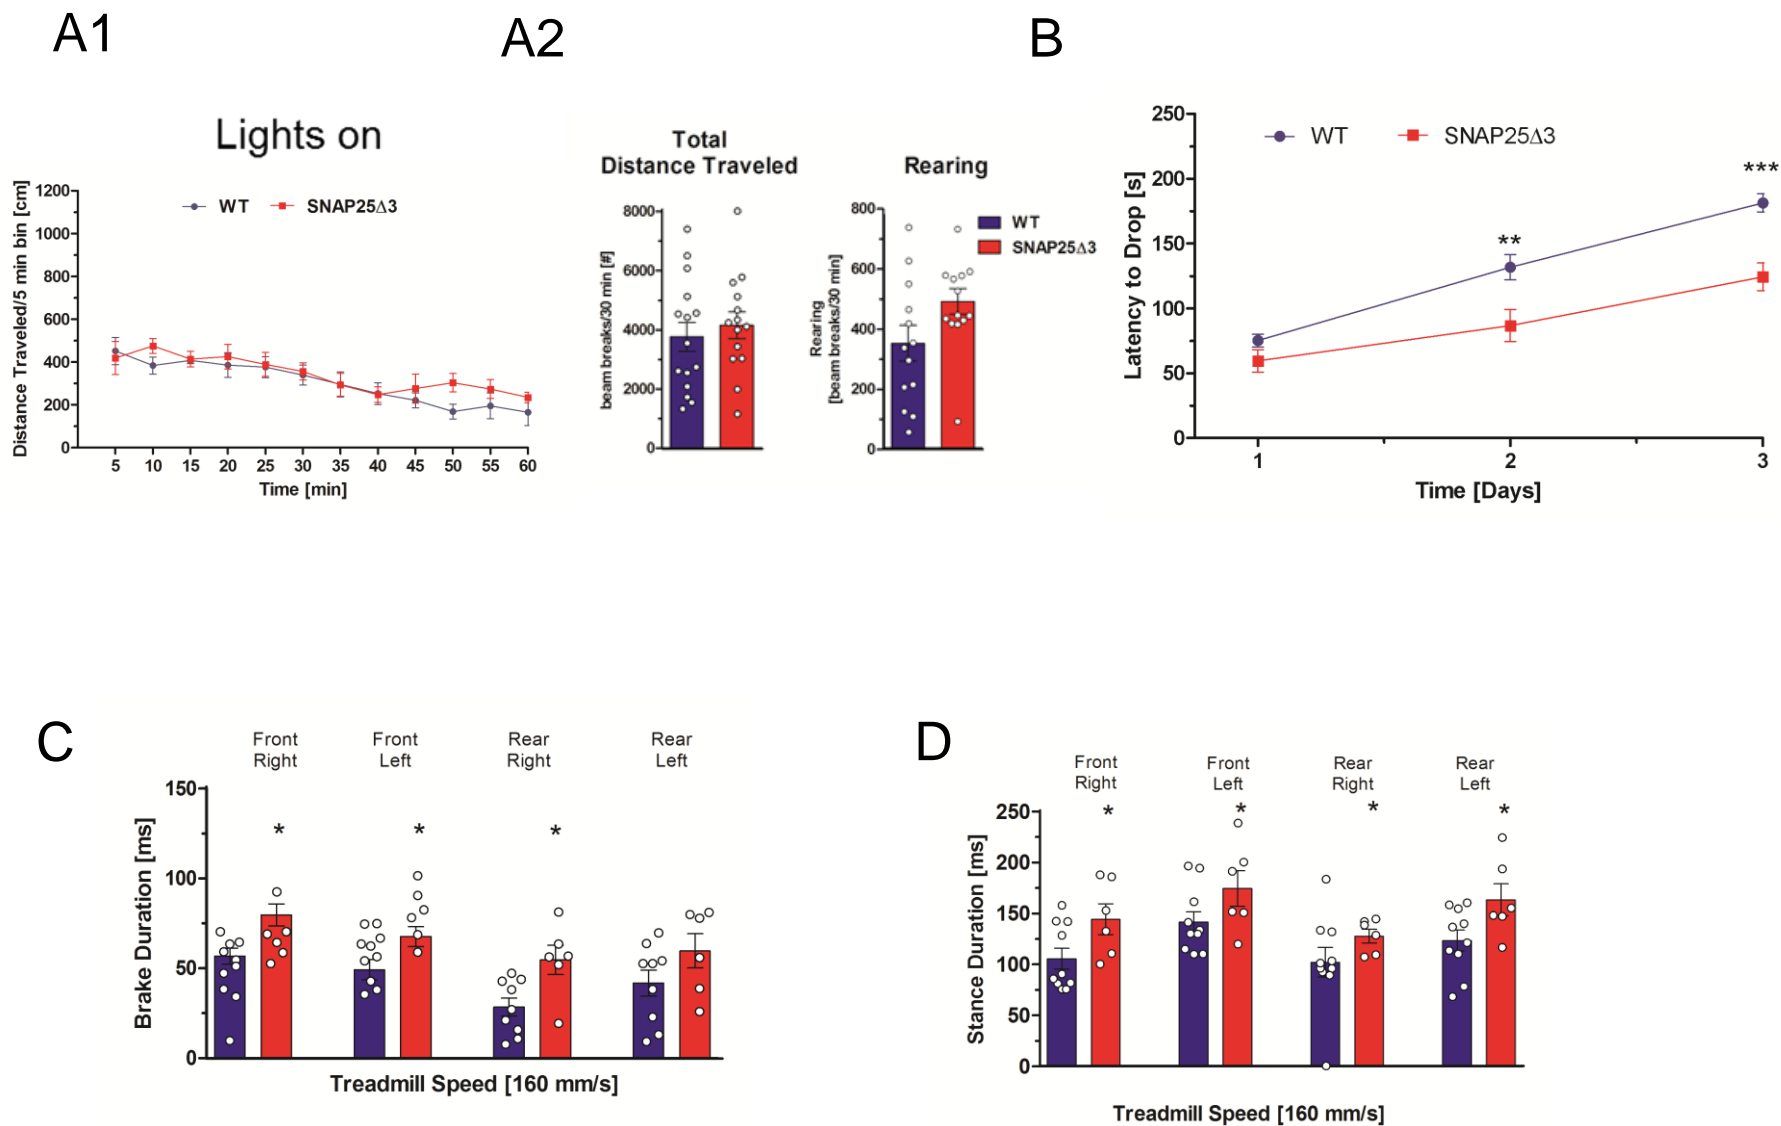 A1
A2
B
Lights on
Distance Traveled/5 min bin [cm]
1200
1000
800
600
400
200
0
WT
SNAP25Δ3
5 10 15 20 25 30 35 40 45 50 55 60
Time [min]
Total
Distance Traveled
beam breaks/30 min [#]
8000
6000
4000
2000
0
Rearing
Rearing
[beam breaks/30 min]
800
600
400
200
0
WT
SNAP25Δ3
Latency to Drop [s]
250
200
150
100
50
0
WT
SNAP25Δ3
**
***
1 2 3
Time [Days]
C
Front
Right
Front
Left
Rear
Right
Rear
Left
Brake Duration [ms]
150
100
50
0
* * *
Treadmill Speed [160 mm/s]
D
Front
Right
Front
Left
Rear
Right
Rear
Left
Stance Duration [ms]
250
200
150
100
50
0
* * * *
Treadmill Speed [160 mm/s]